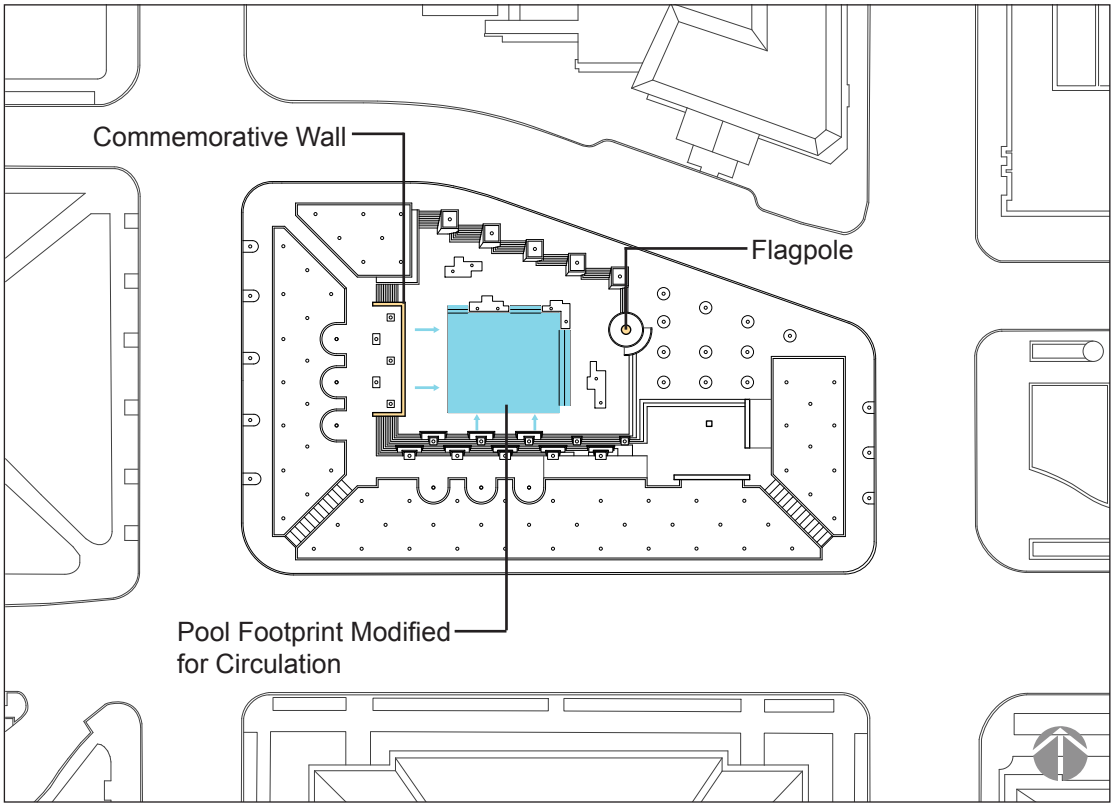 Commemorative Wall
Flagpole
Pool Footprint Modified
for Circulation